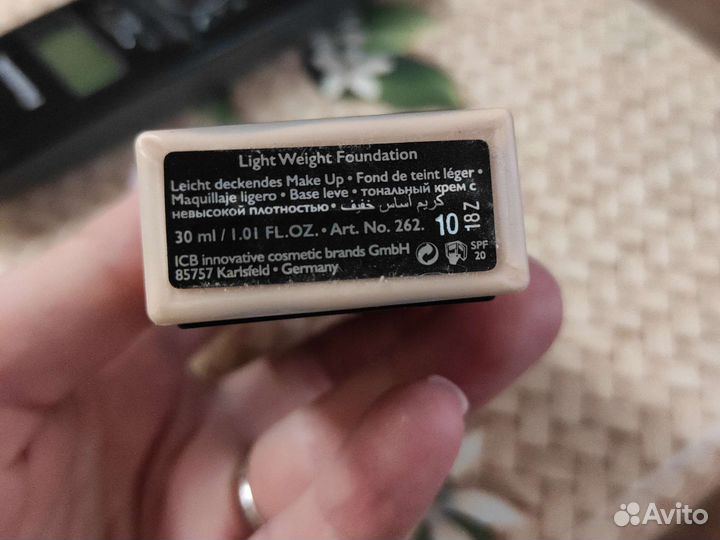 Light Weight Foundation
Leicht deckendes Make Up • Fond de teint léger •
Maquillaje ligero • Base leve • тональный крем с
невысокой плотностью • كريم أساس خفيف
30 ml / 1.01 FL.OZ. • Art. No. 262. 10
18Z
ICB innovative cosmetic brands GmbH
85757 Karlsfeld • Germany
SPF
20
Avito